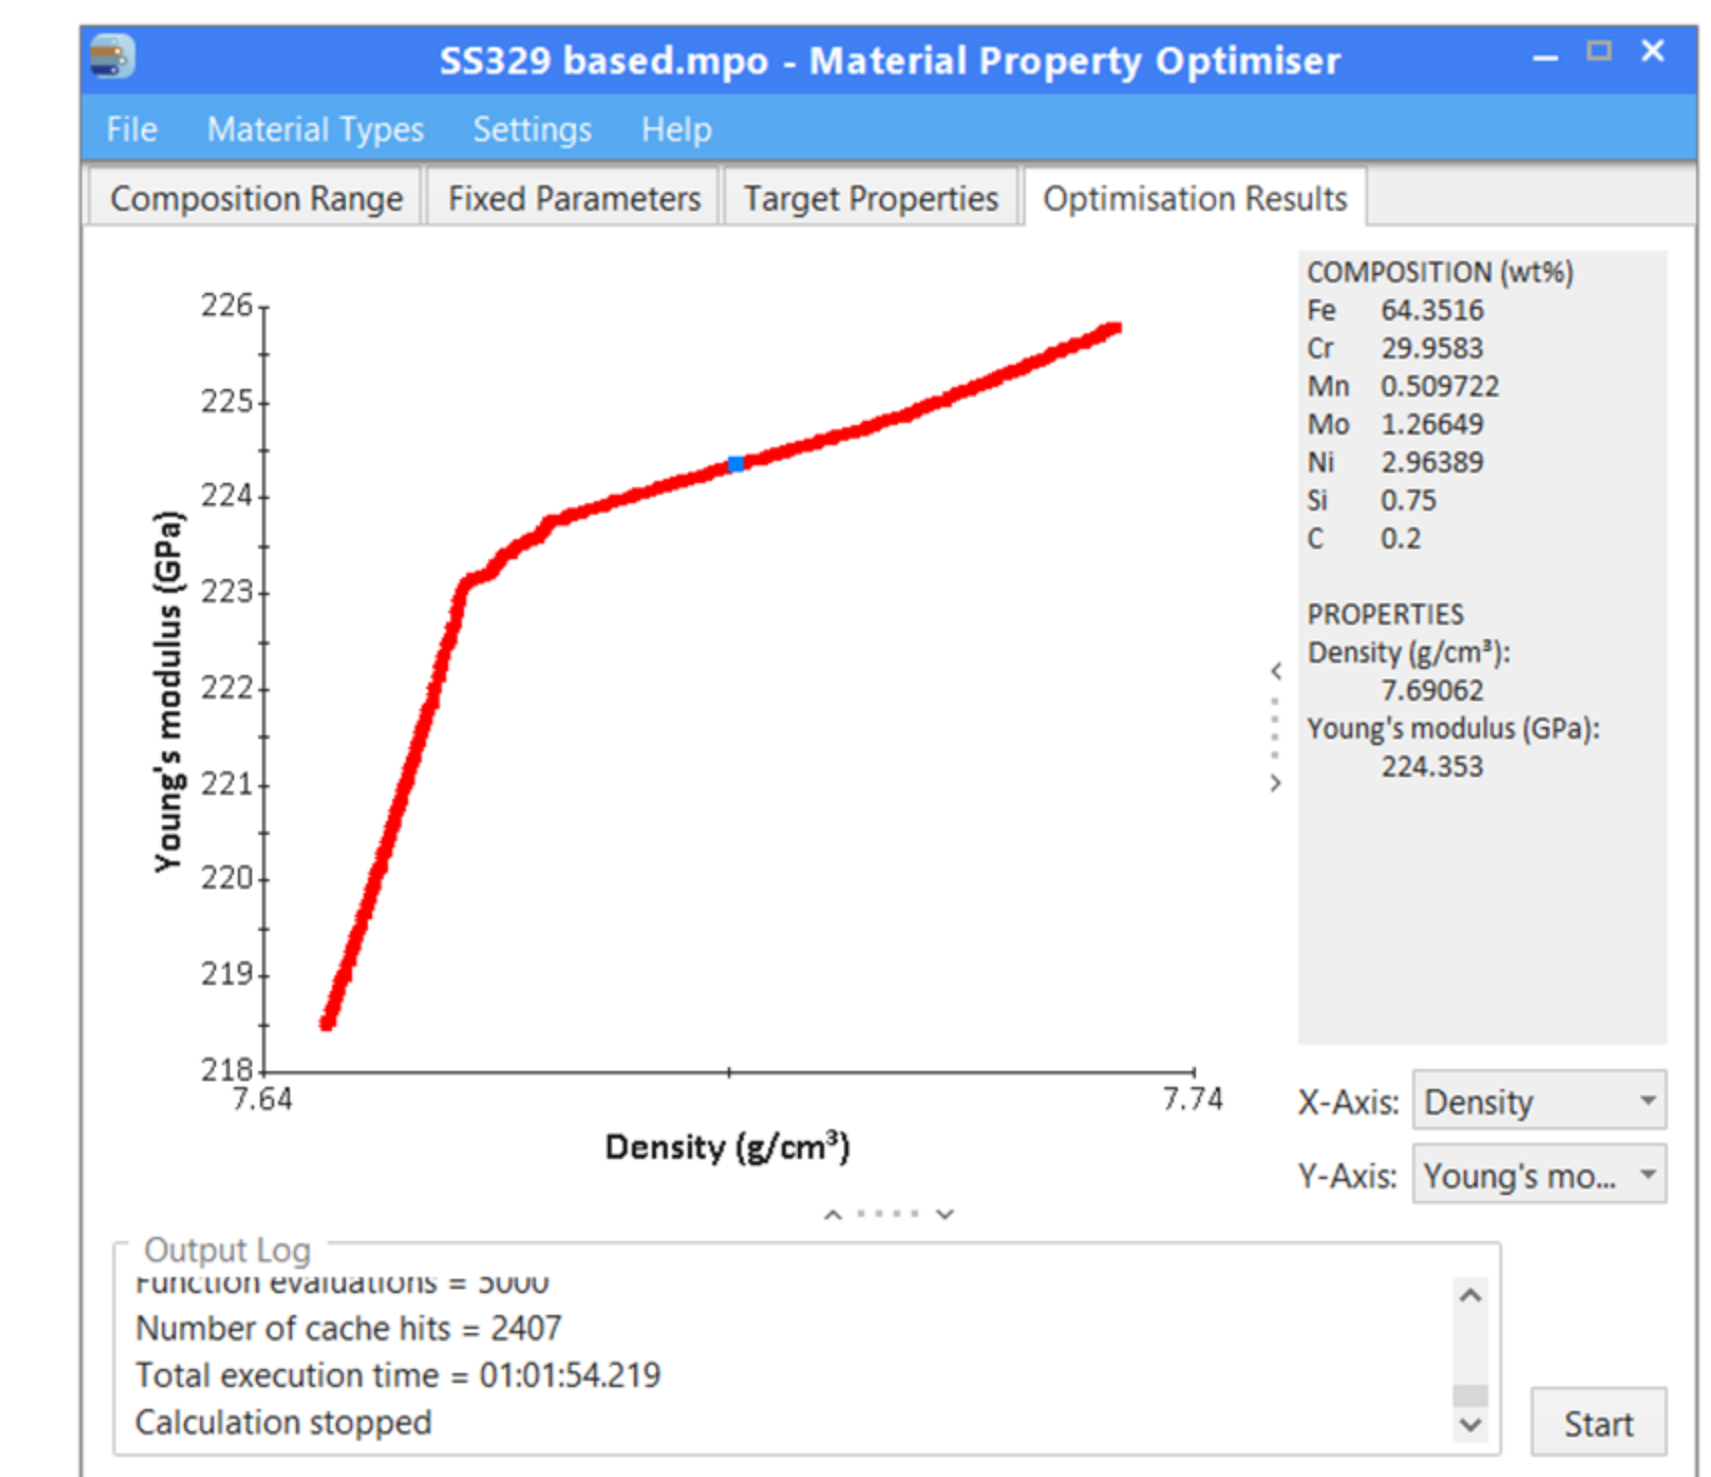 SS329 based.mpo - Material Property Optimiser
File Material Types Settings Help
Composition Range Fixed Parameters Target Properties Optimisation Results
226
225
224
223
222
221
220
219
218
Young's modulus (GPa)
7.64 7.74
Density (g/cm³)
COMPOSITION (wt%)
Fe 64.3516
Cr 29.9583
Mn 0.509722
Mo 1.26649
Ni 2.96389
Si 0.75
C 0.2
PROPERTIES
Density (g/cm³):
7.69062
Young's modulus (GPa):
224.353
X-Axis: Density
Y-Axis: Young's mo...
Output Log
Function evaluations = 5000
Number of cache hits = 2407
Total execution time = 01:01:54.219
Calculation stopped
Start